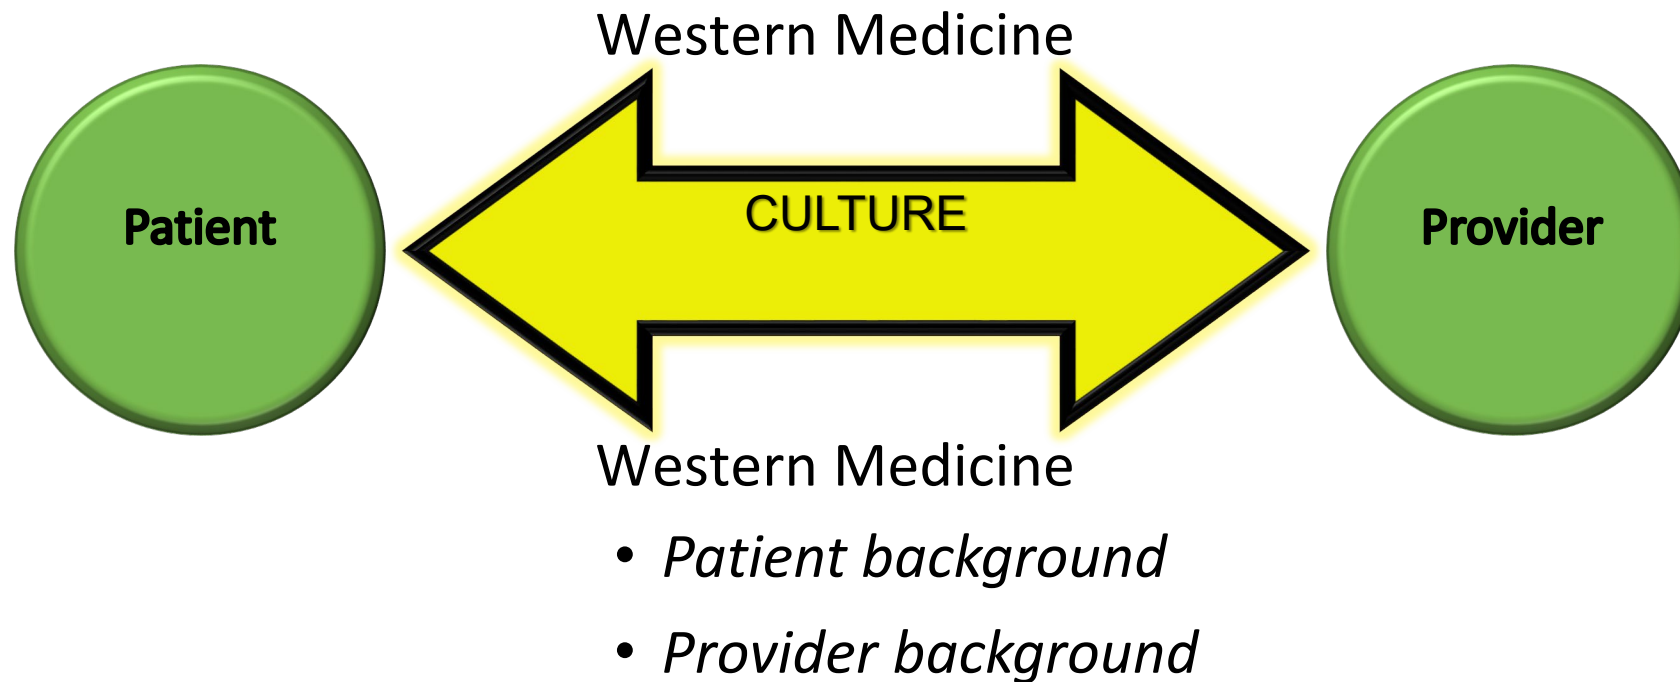 Western Medicine
Patient
CULTURE
Provider
Western Medicine
• Patient background
• Provider background